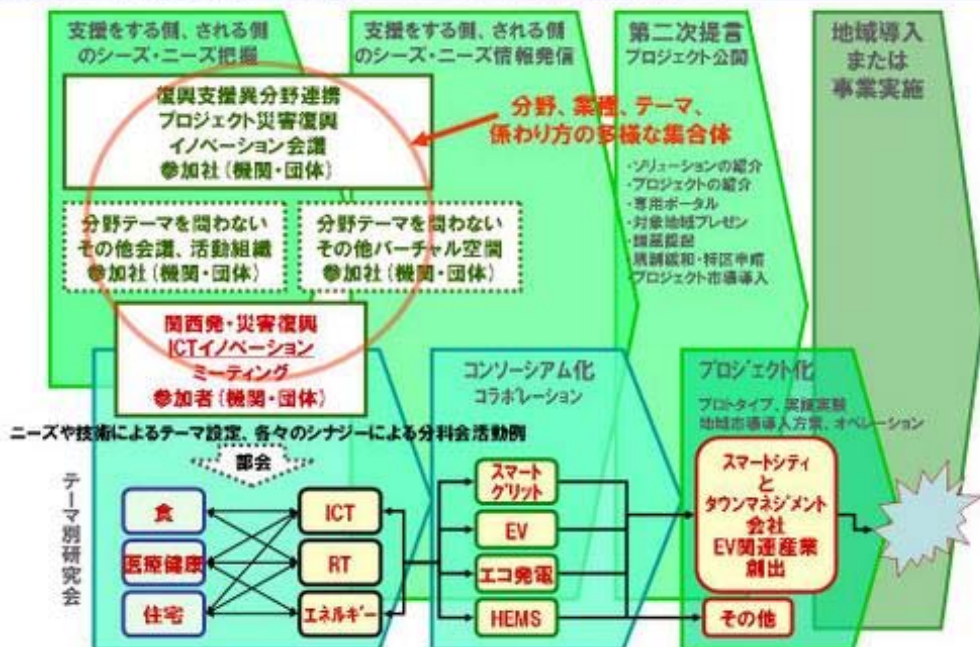 支援をする側、される側
のシーズ・ニーズ把握
支援をする側、される側
のシーズ・ニーズ情報発信
第二次提言
プロジェクト公開
地域導入
または
事業実施
復興支援異分野連携
プロジェクト災害復興
イノベーション会議
参加社（機関・団体）
分野、業種、テーマ、
係わり方の多様な集合体
・ソリューションの紹介
・プロジェクトの紹介
・専用ポータル
・対象地域プレゼン
・規制緩和・特区申請
・プロジェクト市場導入
分野テーマを問わない
その他会議、活動組織
参加社（機関・団体）
分野テーマを問わない
その他バーチャル空間
参加社（機関・団体）
関西発・災害復興
ICTイノベーション
ミーティング
参加者（機関・団体）
コンソーシアム化
コラボレーション
プロジェクト化
プロトタイプ、実証実験
地域市場導入方策、オペレーション
ニーズや技術によるテーマ設定、各々のシナジーによる分科会活動例
部会
テーマ別研究会
食
医療健康
住宅
ICT
RT
エネルギー
スマート
グリット
EV
エコ発電
HEMS
スマートシティ
と
タウンマネジメント
会社
EV関連産業
創出
その他